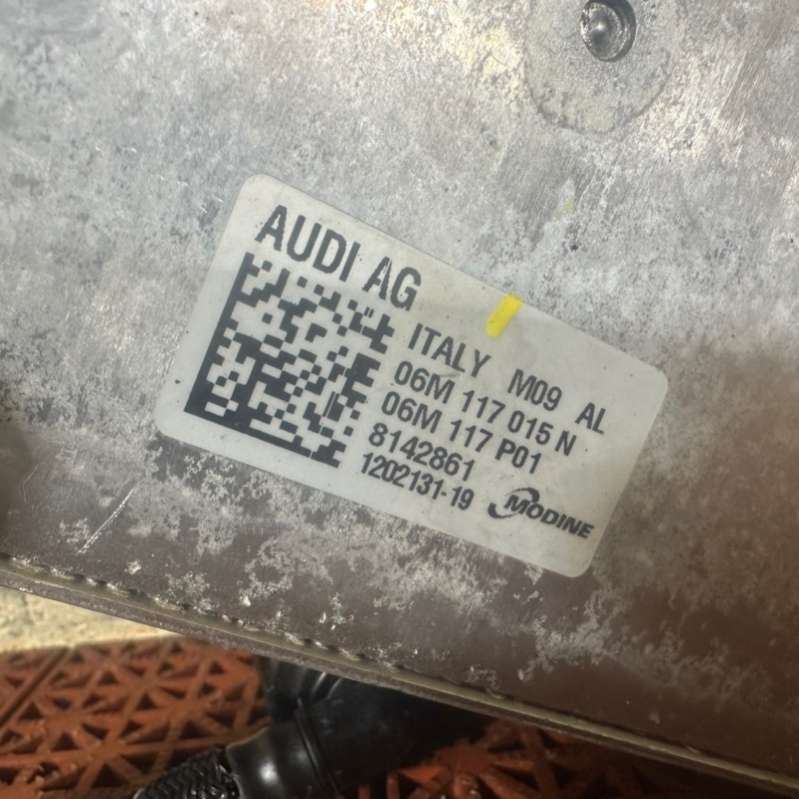 AUDI AG
ITALY M09 AL
06M 117 015 N
06M 117 P01
8142861
1202131-19 MODINE